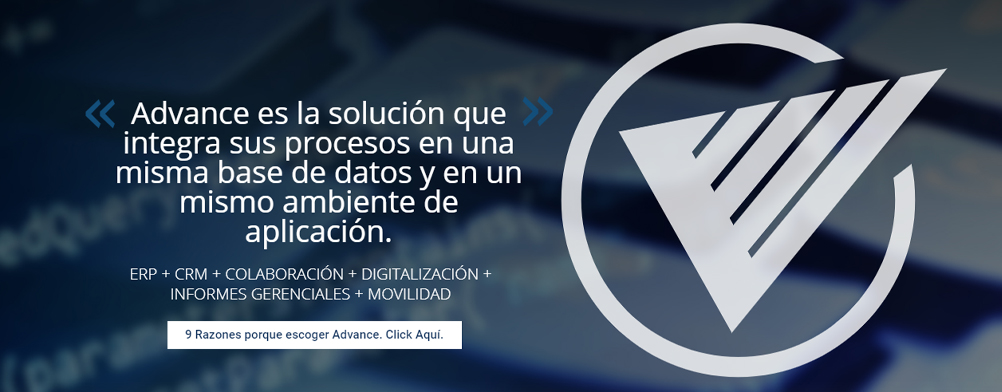 « Advance es la solución que »
integra sus procesos en una
misma base de datos y en un
mismo ambiente de
aplicación.
ERP + CRM + COLABORACIÓN + DIGITALIZACIÓN +
INFORMES GERENCIALES + MOVILIDAD
9 Razones porque escoger Advance. Click Aquí.